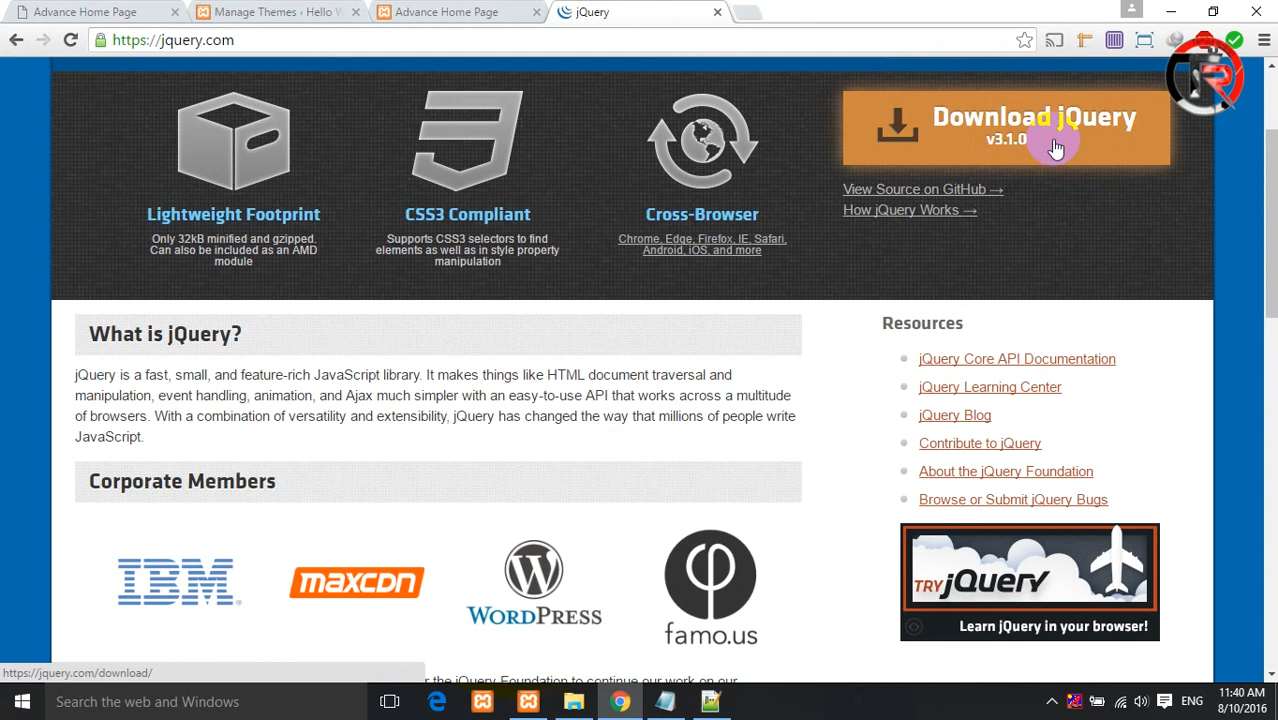 Advance Home Page
Manage Themes ‹ Hello W
Advance Home Page
jQuery
https://jquery.com
Download jQuery
v3.1.0
View Source on GitHub →
How jQuery Works →
Lightweight Footprint
Only 32kB minified and gzipped.
Can also be included as an AMD
module
CSS3 Compliant
Supports CSS3 selectors to find
elements as well as in style property
manipulation
Cross-Browser
Chrome, Edge, Firefox, IE, Safari,
Android, iOS, and more
What is jQuery?
jQuery is a fast, small, and feature-rich JavaScript library. It makes things like HTML document traversal and
manipulation, event handling, animation, and Ajax much simpler with an easy-to-use API that works across a multitude
of browsers. With a combination of versatility and extensibility, jQuery has changed the way that millions of people write
JavaScript.
Corporate Members
IBM
maxcdn
WORDPRESS
famo.us
Resources
jQuery Core API Documentation
jQuery Learning Center
jQuery Blog
Contribute to jQuery
About the jQuery Foundation
Browse or Submit jQuery Bugs
TRY jQuery
Learn jQuery in your browser!
https://jquery.com/download/
the jQuery Foundation to continue our work on our
Search the web and Windows
ENG
11:40 AM
8/10/2016